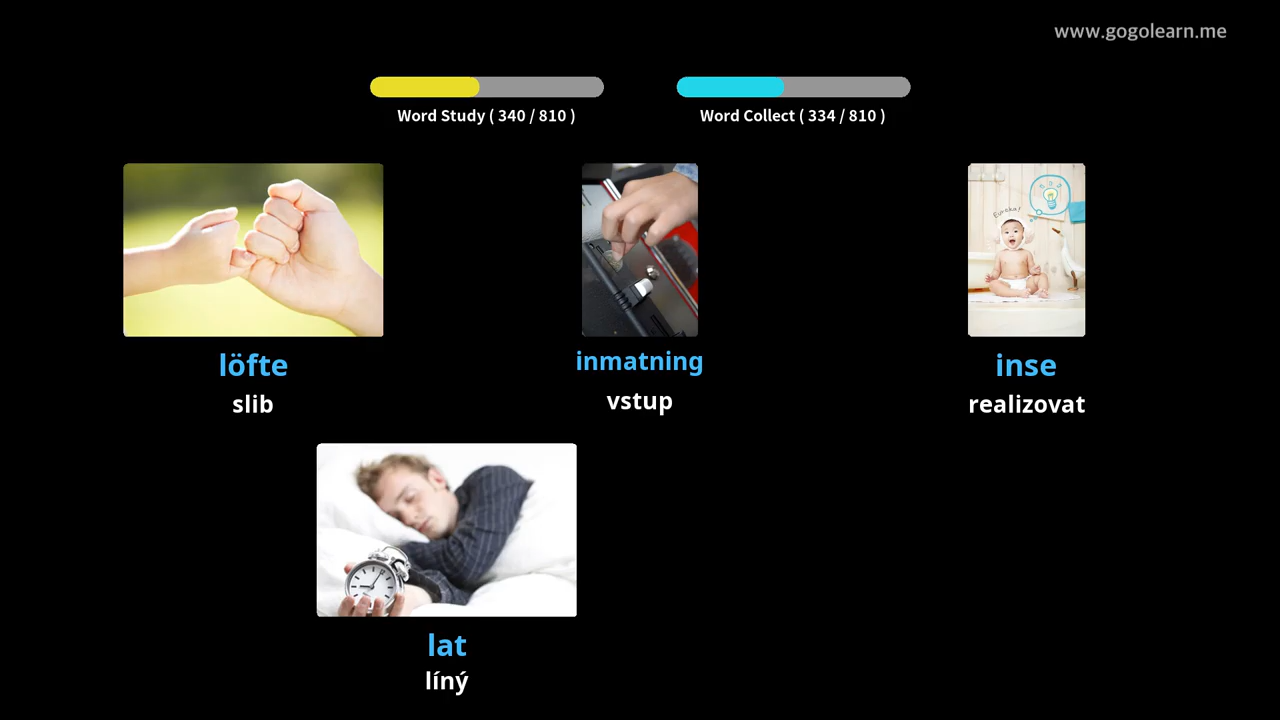 www.gogolearn.me
Word Study ( 340 / 810 )
Word Collect ( 334 / 810 )
Eureka!
löfte
inmatning
inse
slib
vstup
realizovat
lat
líný